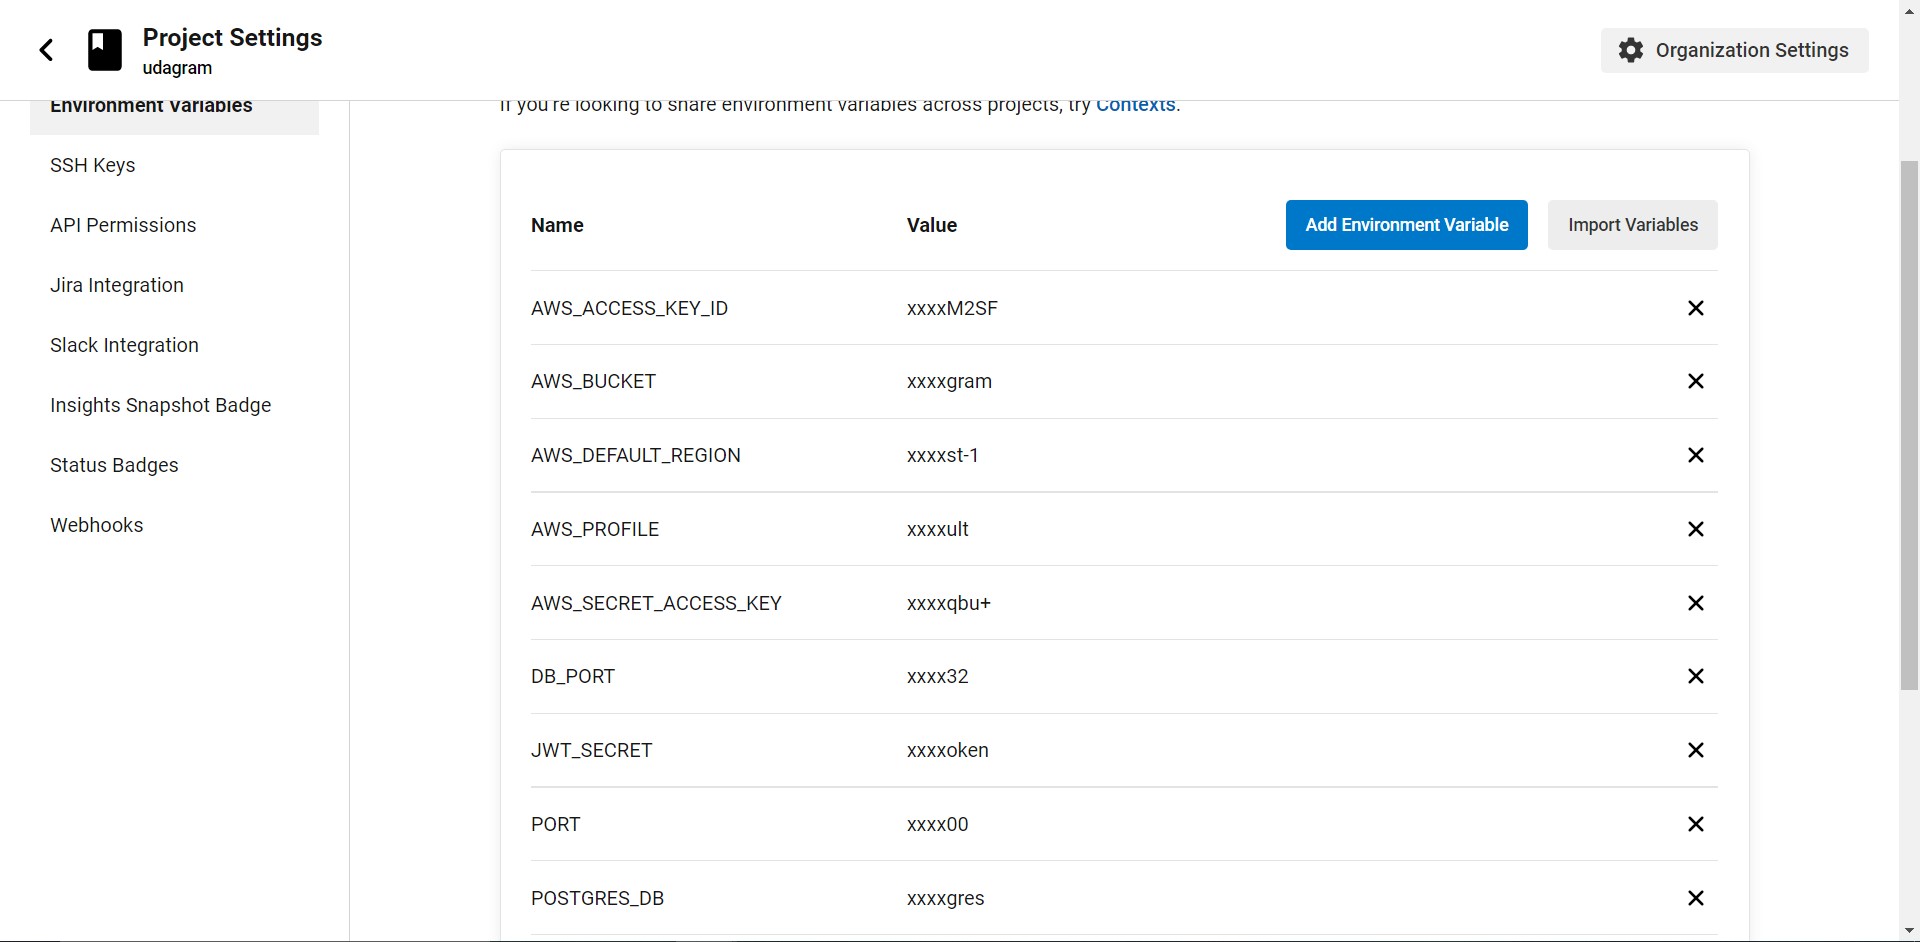 Project Settings
udagram
Organization Settings
Environment Variables
SSH Keys
API Permissions
Jira Integration
Slack Integration
Insights Snapshot Badge
Status Badges
Webhooks
If you're looking to share environment variables across projects, try Contexts.
Name Value Add Environment Variable Import Variables
AWS_ACCESS_KEY_ID xxxxM2SF
AWS_BUCKET xxxxgram
AWS_DEFAULT_REGION xxxxst-1
AWS_PROFILE xxxxult
AWS_SECRET_ACCESS_KEY xxxxqbu+
DB_PORT xxxx32
JWT_SECRET xxxxoken
PORT xxxx00
POSTGRES_DB xxxxgres